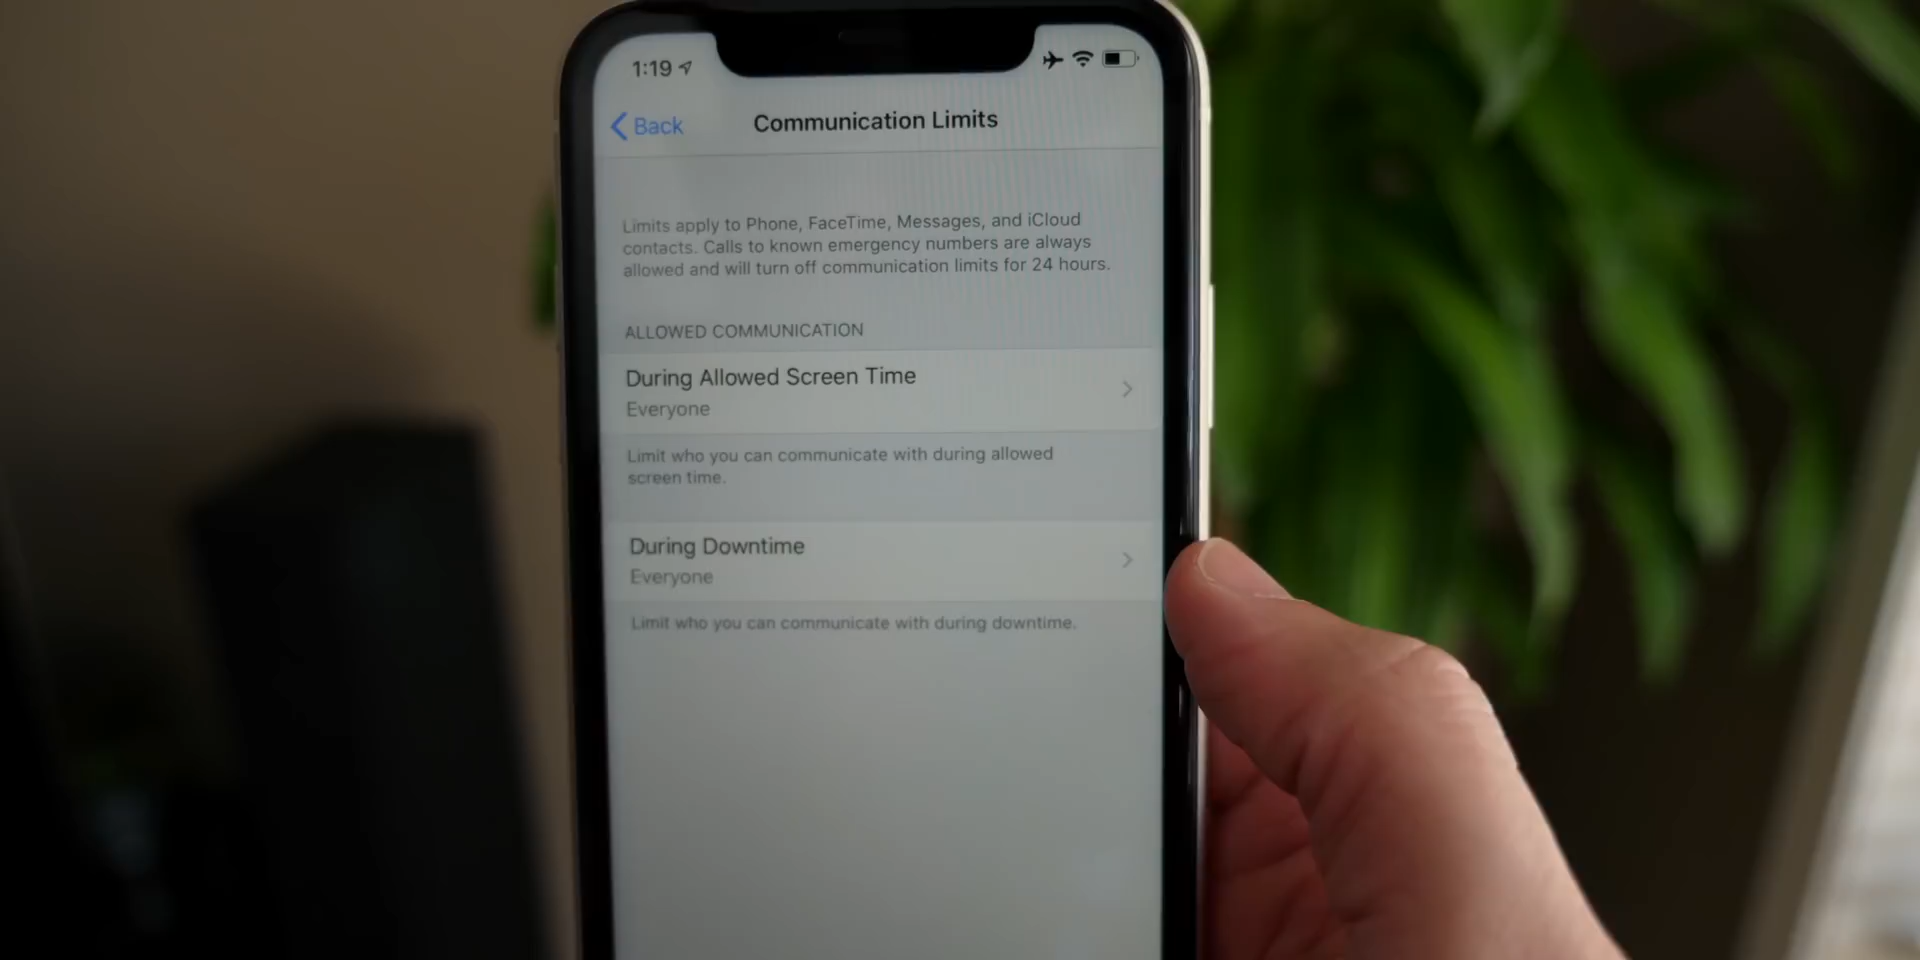 1:19
Back
Communication Limits
Limits apply to Phone, FaceTime, Messages, and iCloud
contacts. Calls to known emergency numbers are always
allowed and will turn off communication limits for 24 hours.
ALLOWED COMMUNICATION
During Allowed Screen Time
Everyone
Limit who you can communicate with during allowed
screen time.
During Downtime
Everyone
Limit who you can communicate with during downtime.